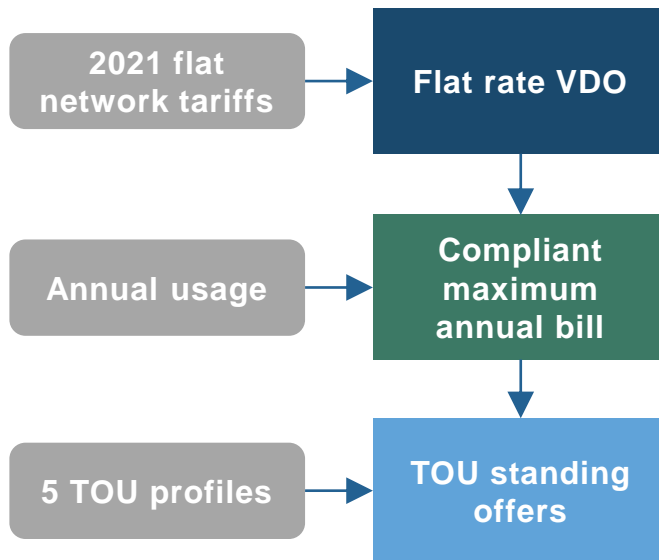 2021 flat
network tariffs
Flat rate VDO
Annual usage
Compliant
maximum
annual bill
5 TOU profiles
TOU standing
offers